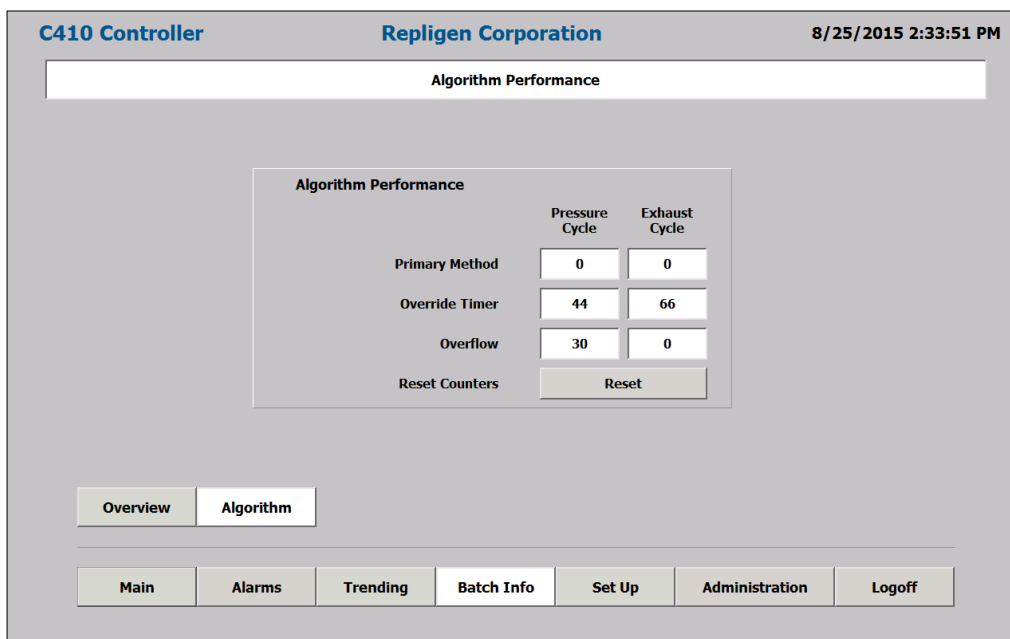 C410 Controller Repligen Corporation 8/25/2015 2:33:51 PM
Algorithm Performance
Algorithm Performance
Pressure Cycle Exhaust Cycle
Primary Method 0 0
Override Timer 44 66
Overflow 30 0
Reset Counters Reset
Overview Algorithm
Main Alarms Trending Batch Info Set Up Administration Logoff